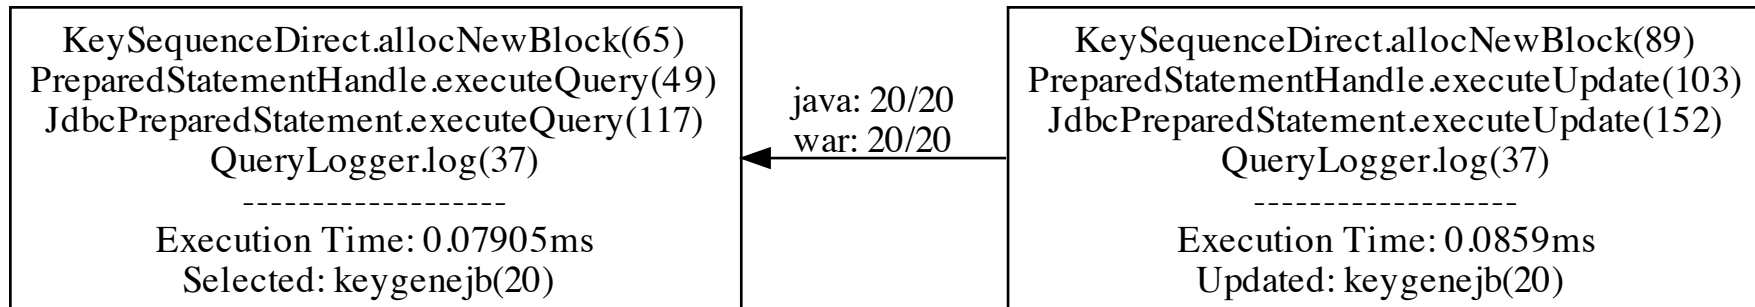 KeySequenceDirect.allocNewBlock(65)
PreparedStatementHandle.executeQuery(49)
JdbcPreparedStatement.executeQuery(117)
QueryLogger.log(37)
-------------------
Execution Time: 0.07905ms
Selected: keygenejb(20)
java: 20/20
war: 20/20
KeySequenceDirect.allocNewBlock(89)
PreparedStatementHandle.executeUpdate(103)
JdbcPreparedStatement.executeUpdate(152)
QueryLogger.log(37)
-------------------
Execution Time: 0.0859ms
Updated: keygenejb(20)